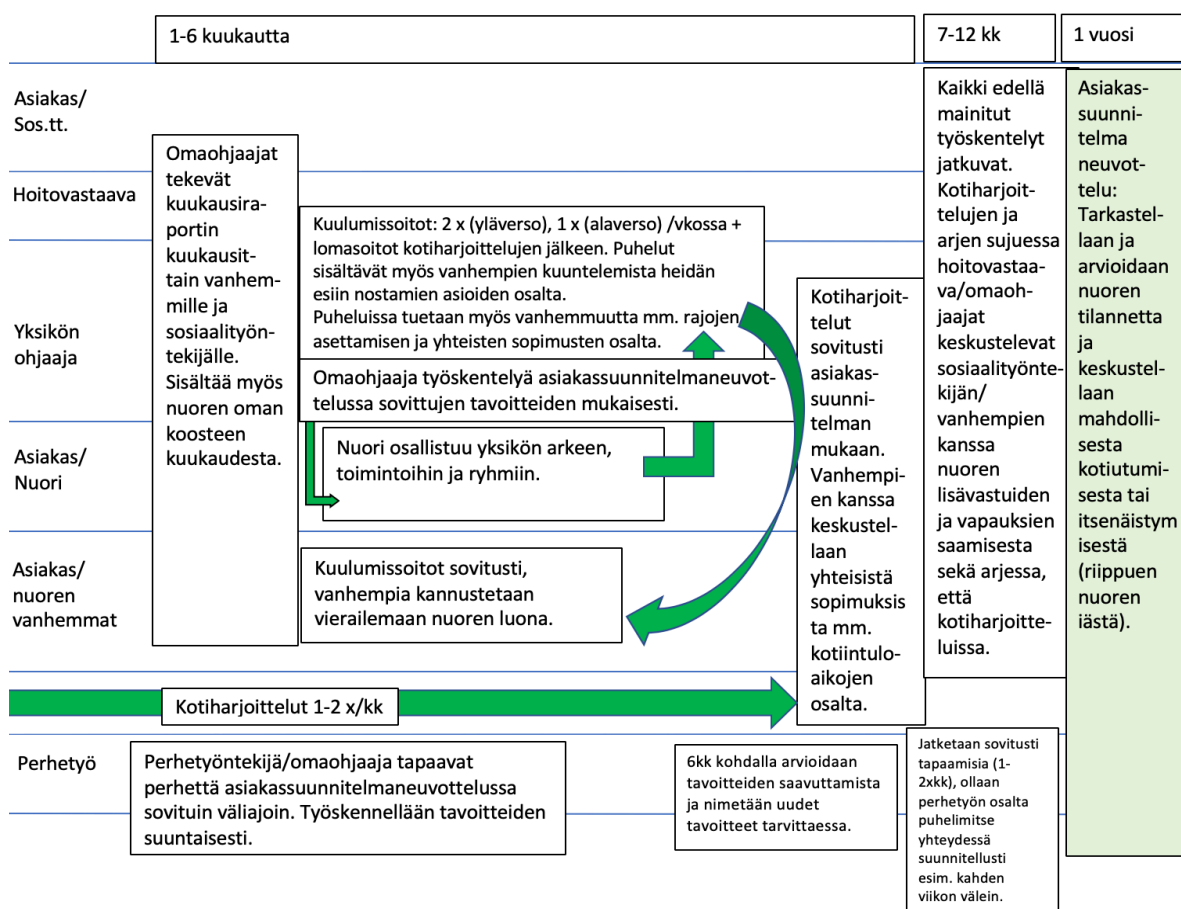 1-6 kuukautta
7-12 kk
1 vuosi
Asiakas/
Sos.tt.
Hoitovastaava
Yksikön
ohjaaja
Asiakas/
Nuori
Asiakas/
nuoren
vanhemmat
Perhetyö
Omaohjaajat
tekevät
kuukausira-
portin
kuukausit-
tain vanhem-
mille ja
sosiaalityön-
tekijälle.
Sisältää myös
nuoren oman
koosteen
kuukaudesta.
Kuulumissoitot: 2 x (yläverso), 1 x (alaverso) /vkossa +
lomasoitot kotiharjoittelujen jälkeen. Puhelut
sisältävät myös vanhempien kuuntelemista heidän
esiin nostamien asioiden osalta.
Puheluissa tuetaan myös vanhemmuutta mm. rajojen
asettamisen ja yhteisten sopimusten osalta.
Omaohjaaja työskentelyä asiakassuunnitelmaneuvot-
telussa sovittujen tavoitteiden mukaisesti.
Nuori osallistuu yksikön arkeen,
toimintoihin ja ryhmiin.
Kuulumissoitot sovitusti,
vanhempia kannustetaan
vierailemaan nuoren luona.
Kotiharjoit-
telut
sovitusti
asiakas-
suunni-
telman
mukaan.
Vanhempi-
en kanssa
keskustel-
laan
yhteisistä
sopimuksis
ta mm.
kotiintulo-
aikojen
osalta.
Kaikki edellä
mainitut
työskentelyt
jatkuvat.
Kotiharjoit-
telujen ja
arjen sujuessa
hoitovastaa-
va/omaoh-
jaajat
keskustelevat
sosiaalityönte-
kijän/
vanhempien
kanssa
nuoren
lisävastuiden
ja vapauksien
saamisesta
sekä arjessa,
että
kotiharjoitte-
luissa.
Asiakas-
suunni-
telma
neuvot-
telu:
Tarkastel-
laan ja
arvioidaan
nuoren
tilannetta
ja
keskustel-
laan
mahdolli-
sesta
kotiutumi-
sesta tai
itsenäistym
isestä
(riippuen
nuoren
iästä).
Kotiharjoittelut 1-2 x/kk
Perhetyöntekijä/omaohjaaja tapaavat
perhettä asiakassuunnitelmaneuvottelussa
sovituin väliajoin. Työskennellään tavoitteiden
suuntaisesti.
6kk kohdalla arvioidaan
tavoitteiden saavuttamista
ja nimetään uudet
tavoitteet tarvittaessa.
Jatketaan sovitusti
tapaamisia (1-
2xkk), ollaan
perhetyön osalta
puhelimitse
yhteydessä
suunnitellusti
esim. kahden
viikon välein.